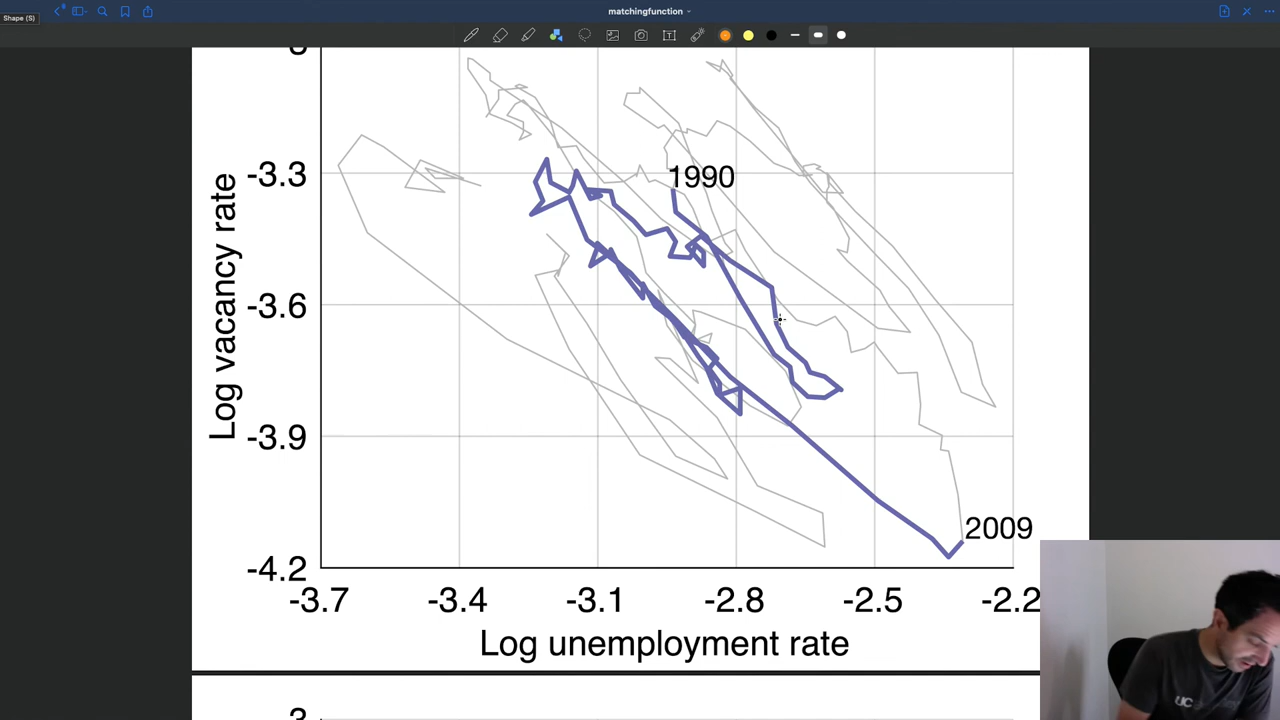 matchingfunction
Shape (S)
1990
-3.3
-3.6
-3.9
-4.2
2009
Log vacancy rate
-3.7 -3.4 -3.1 -2.8 -2.5 -2.2
Log unemployment rate
UC